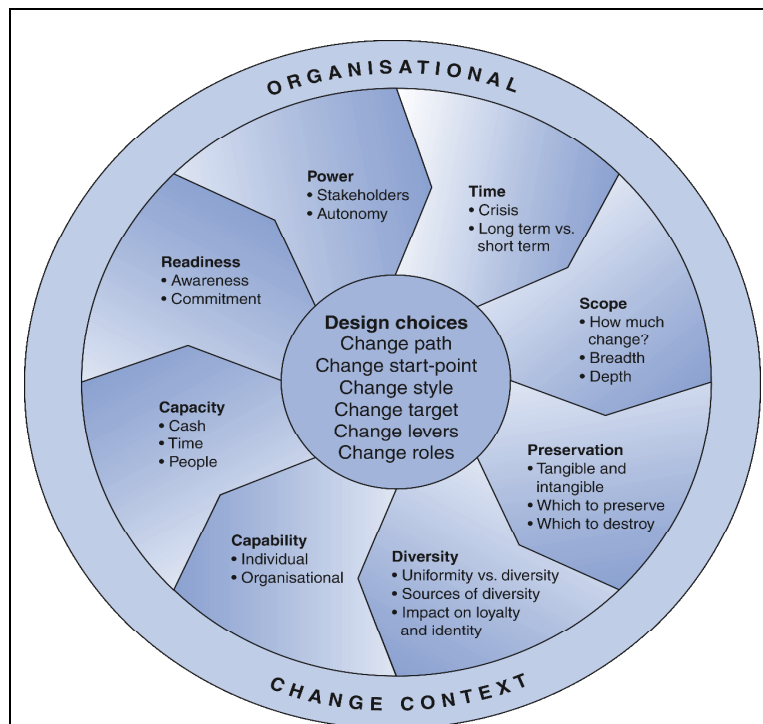 ORGANISATIONAL
Power
• Stakeholders
• Autonomy
Time
• Crisis
• Long term vs.
short term
Readiness
• Awareness
• Commitment
Scope
• How much
change?
• Breadth
• Depth
Design choices
Change path
Change start-point
Change style
Change target
Change levers
Change roles
Capacity
• Cash
• Time
• People
Preservation
• Tangible and
intangible
• Which to preserve
• Which to destroy
Capability
• Individual
• Organisational
Diversity
• Uniformity vs. diversity
• Sources of diversity
• Impact on loyalty
and identity
CHANGE CONTEXT